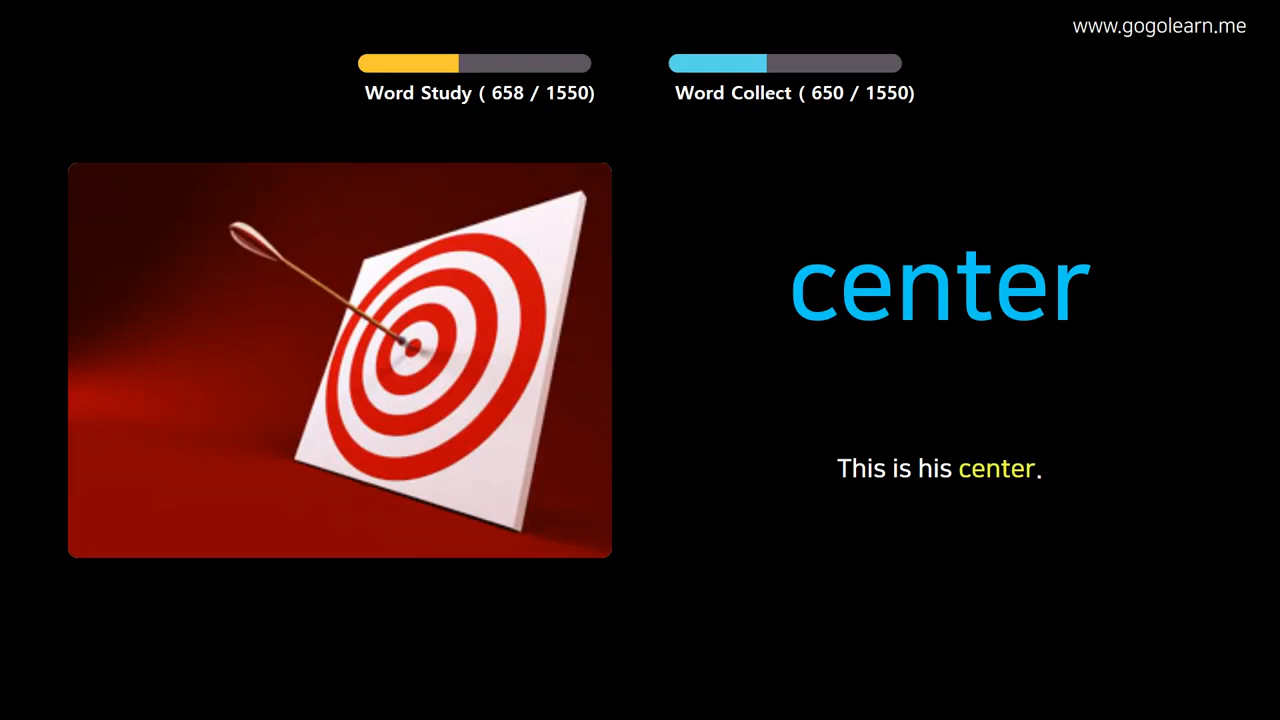 www.gogolearn.me
Word Study ( 658 / 1550)
Word Collect ( 650 / 1550)
center
This is his center.